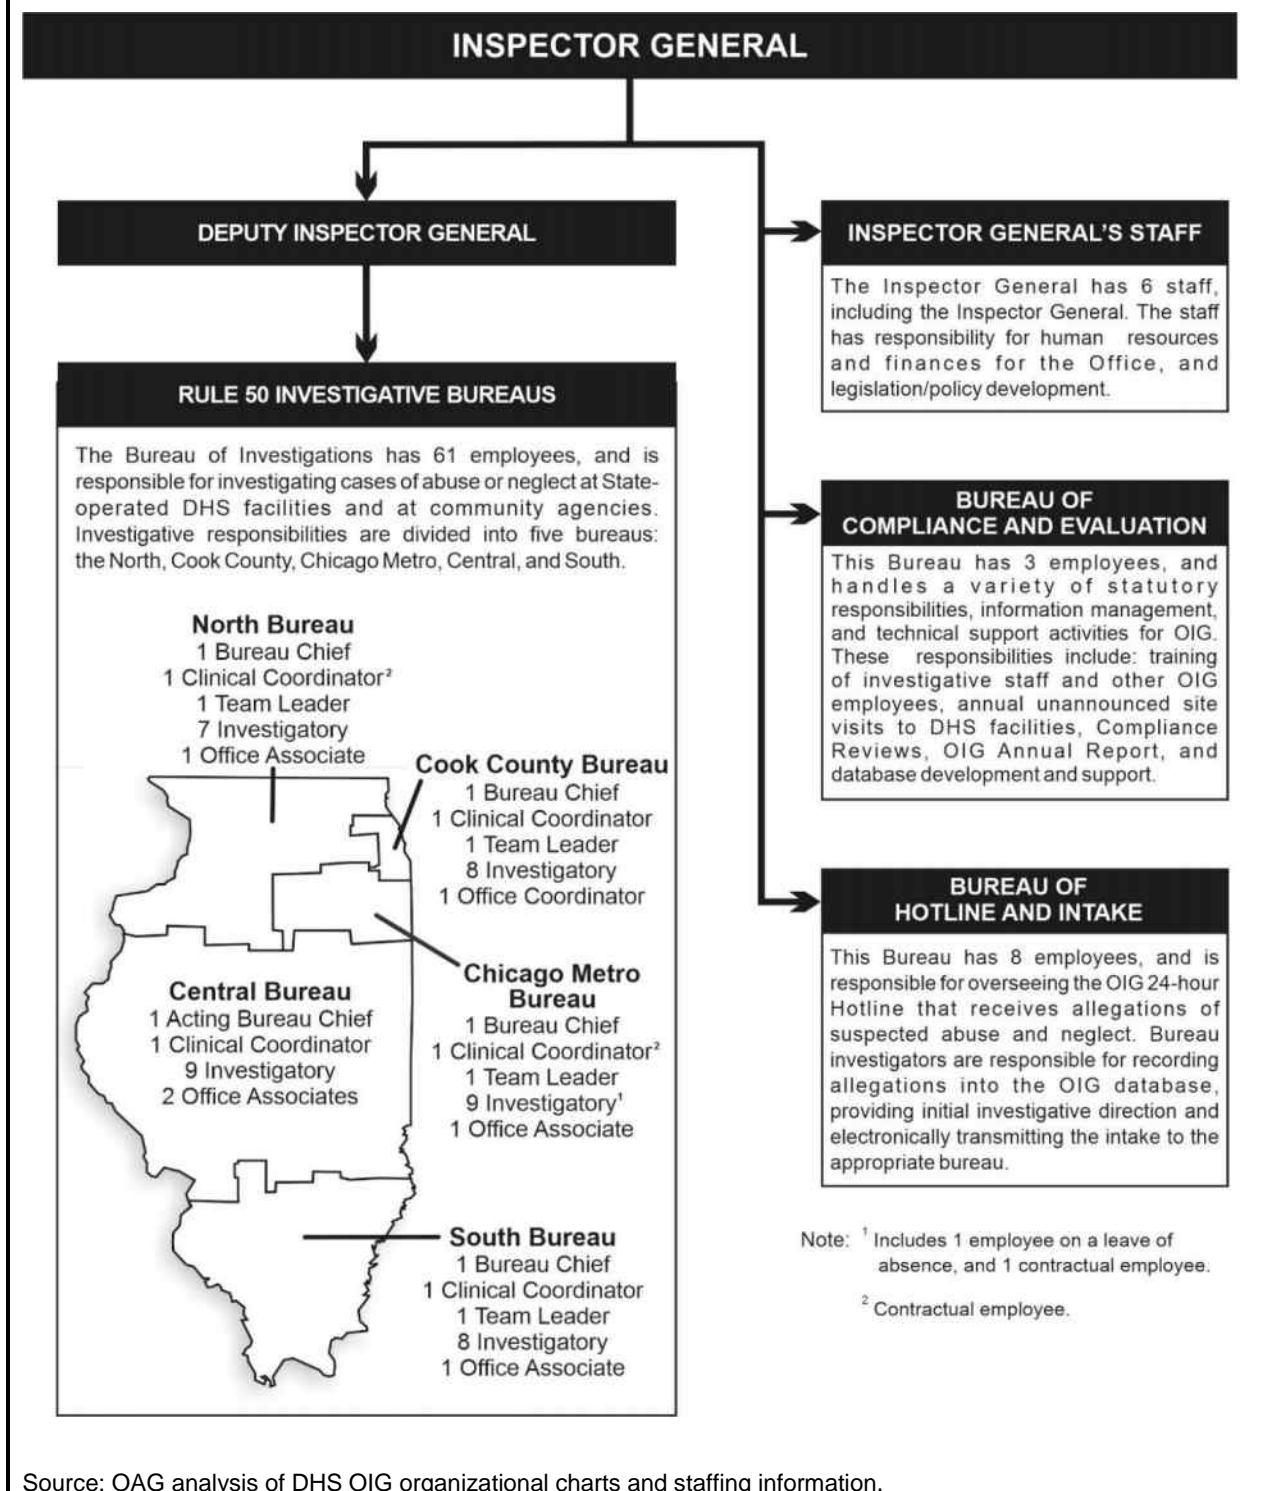 INSPECTOR GENERAL
DEPUTY INSPECTOR GENERAL
RULE 50 INVESTIGATIVE BUREAUS
The Bureau of Investigations has 61 employees, and is
responsible for investigating cases of abuse or neglect at State-
operated DHS facilities and at community agencies.
Investigative responsibilities are divided into five bureaus:
the North, Cook County, Chicago Metro, Central, and South.
North Bureau
1 Bureau Chief
1 Clinical Coordinator²
1 Team Leader
7 Investigatory
1 Office Associate
Cook County Bureau
1 Bureau Chief
1 Clinical Coordinator
1 Team Leader
8 Investigatory
1 Office Coordinator
Chicago Metro
Bureau
1 Bureau Chief
1 Clinical Coordinator²
1 Team Leader
9 Investigatory¹
1 Office Associate
Central Bureau
1 Acting Bureau Chief
1 Clinical Coordinator
9 Investigatory
2 Office Associates
South Bureau
1 Bureau Chief
1 Clinical Coordinator
1 Team Leader
8 Investigatory
1 Office Associate
INSPECTOR GENERAL'S STAFF
The Inspector General has 6 staff,
including the Inspector General. The staff
has responsibility for human resources
and finances for the Office, and
legislation/policy development.
BUREAU OF
COMPLIANCE AND EVALUATION
This Bureau has 3 employees, and
handles a variety of statutory
responsibilities, information management,
and technical support activities for OIG.
These responsibilities include: training
of investigative staff and other OIG
employees, annual unannounced site
visits to DHS facilities, Compliance
Reviews, OIG Annual Report, and
database development and support.
BUREAU OF
HOTLINE AND INTAKE
This Bureau has 8 employees, and is
responsible for overseeing the OIG 24-hour
Hotline that receives allegations of
suspected abuse and neglect. Bureau
investigators are responsible for recording
allegations into the OIG database,
providing initial investigative direction and
electronically transmitting the intake to the
appropriate bureau.
Note: ¹ Includes 1 employee on a leave of
absence, and 1 contractual employee.
² Contractual employee.
Source: OAG analysis of DHS OIG organizational charts and staffing information.